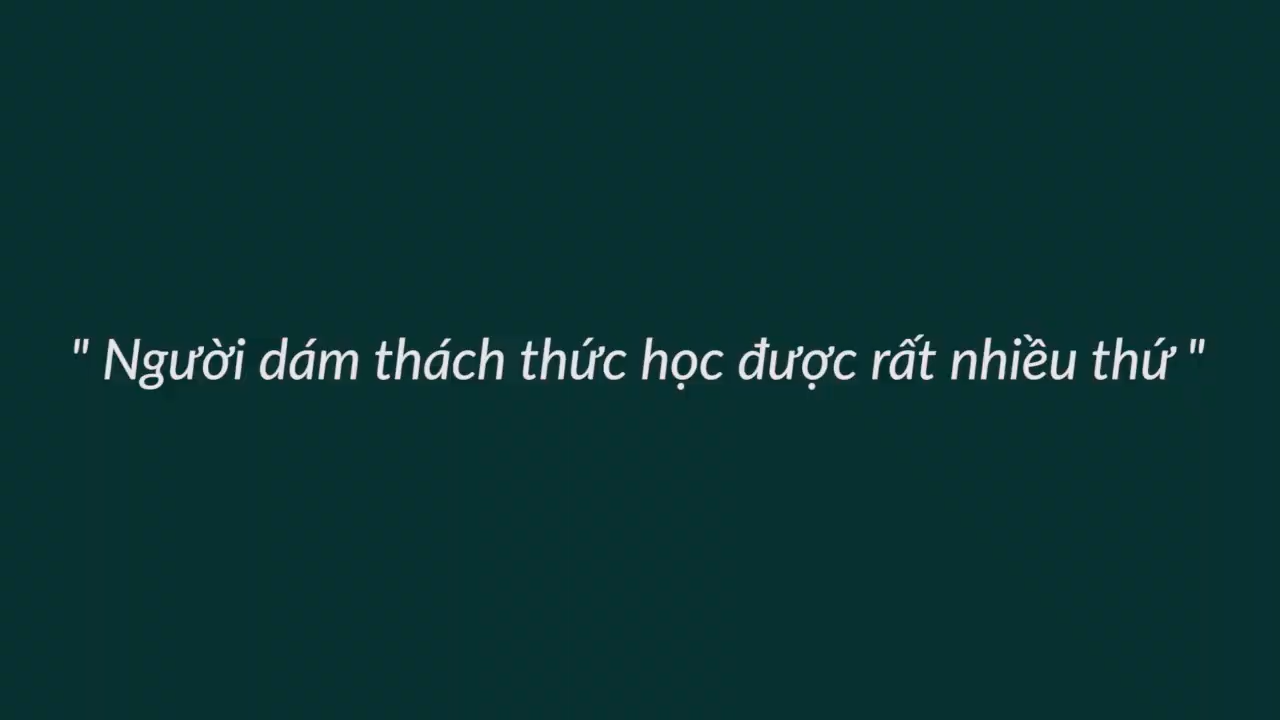 " Người dám thách thức học được rất nhiều thứ "